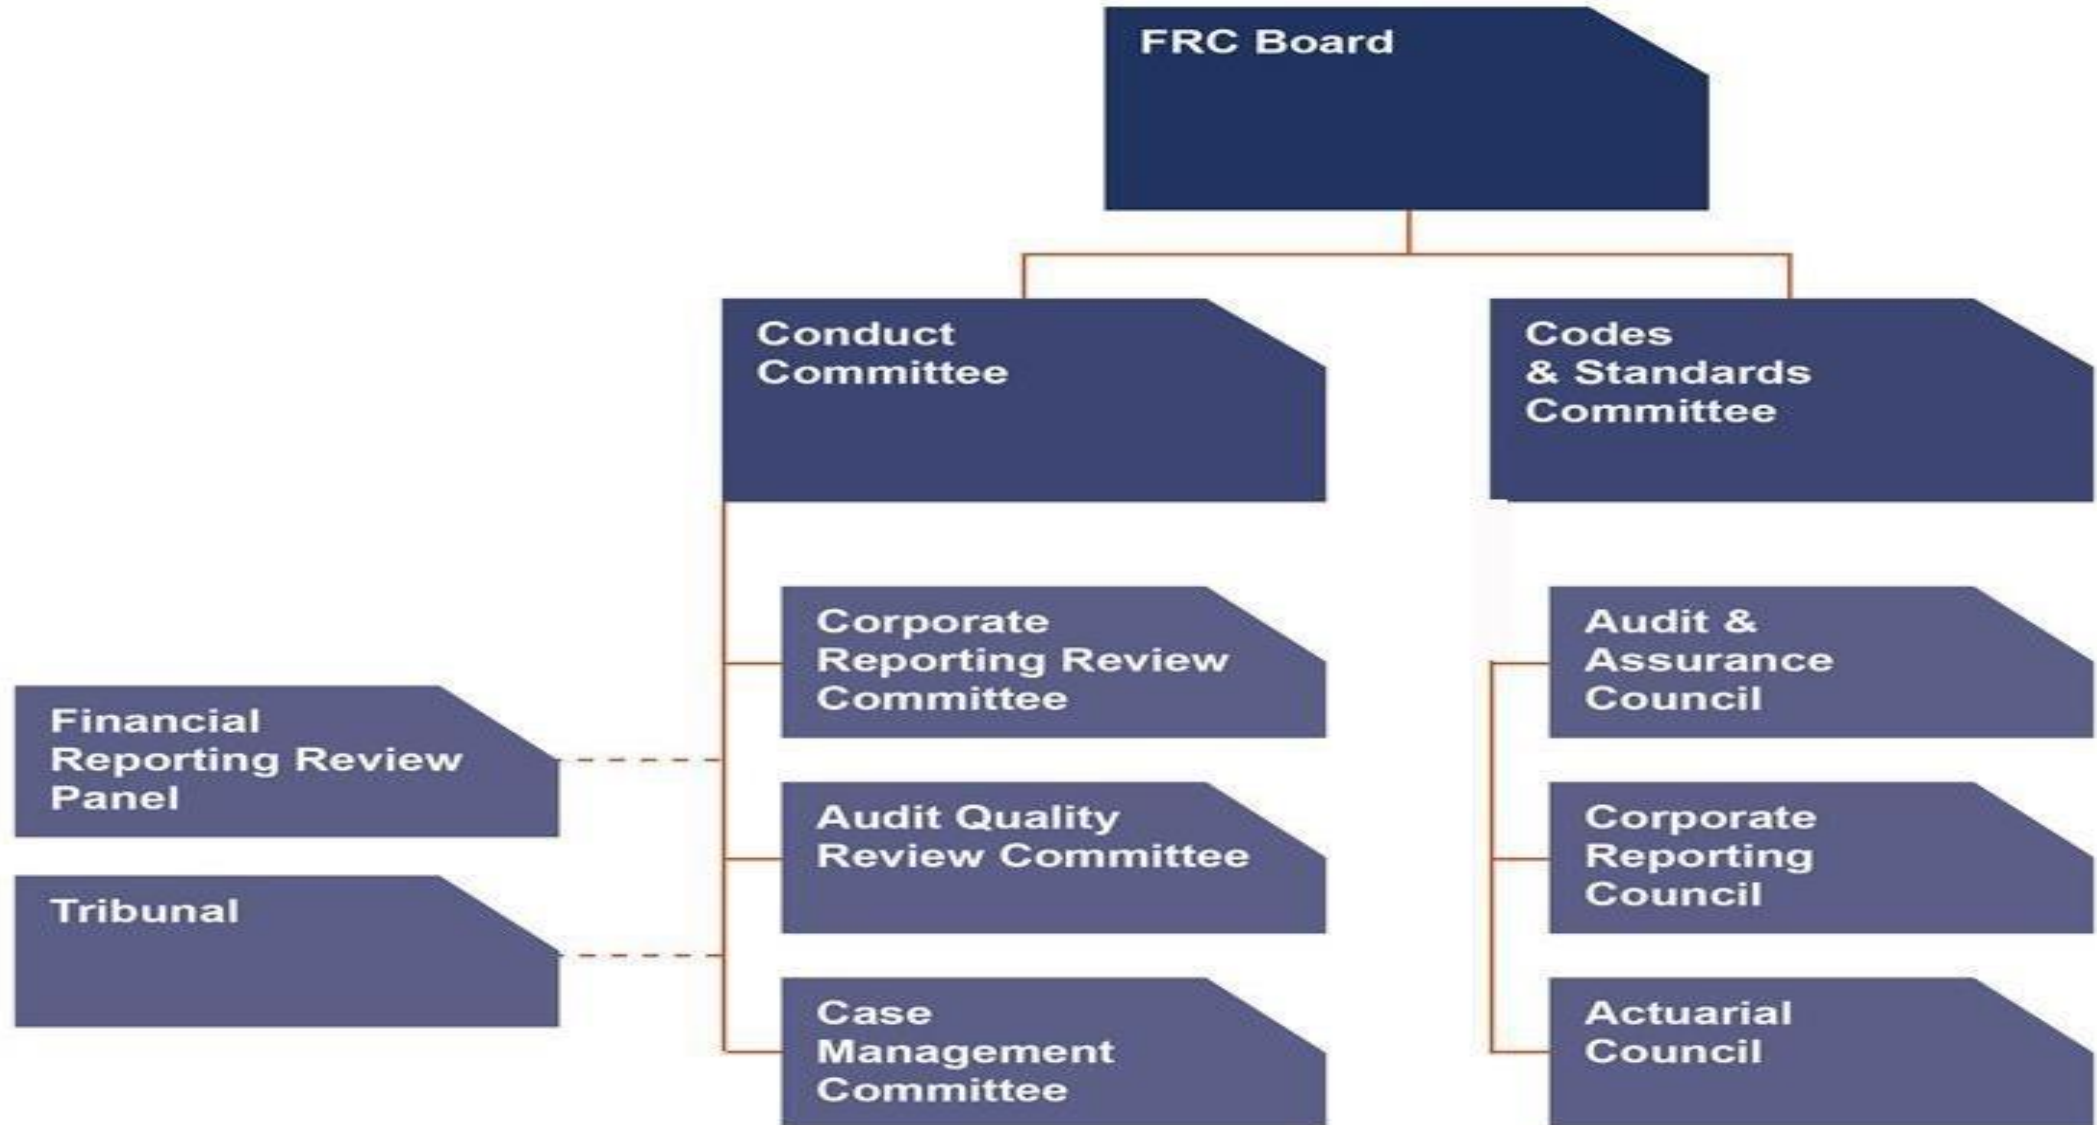 FRC Board
Conduct
Committee
Codes
& Standards
Committee
Corporate
Reporting Review
Committee
Audit &
Assurance
Council
Financial
Reporting Review
Panel
Audit Quality
Review Committee
Corporate
Reporting
Council
Tribunal
Case
Management
Committee
Actuarial
Council